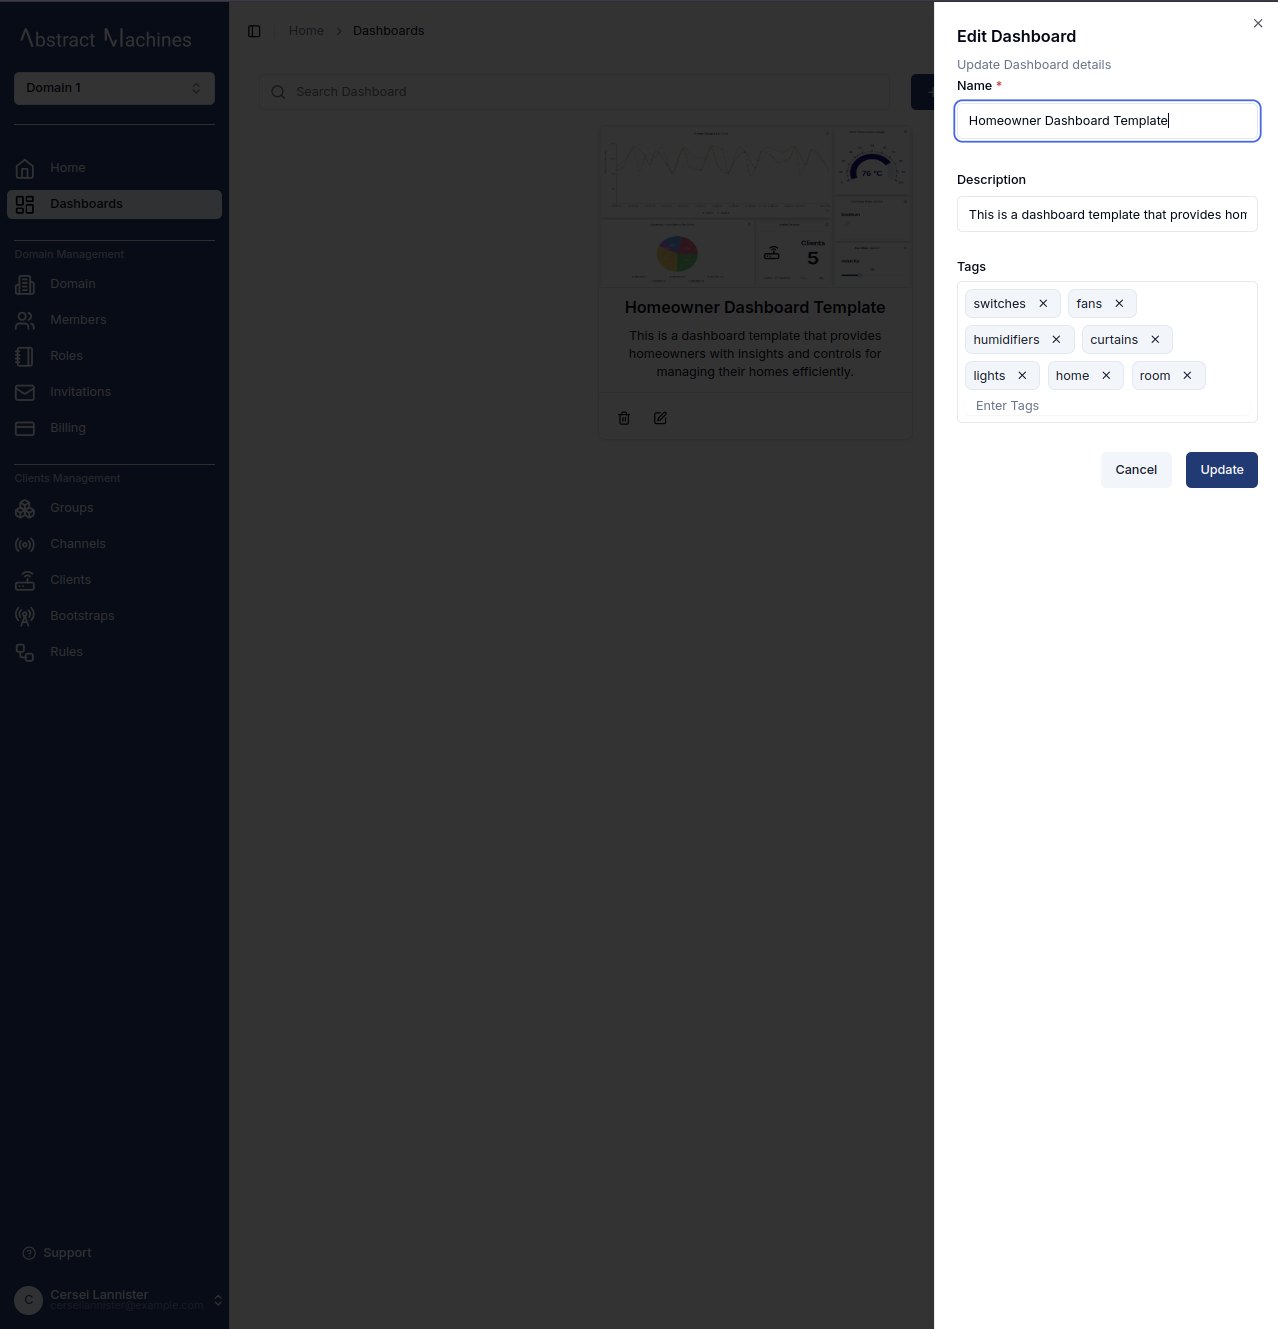 Abstract Machines
Domain 1
Home
Dashboards
Domain Management
Domain
Members
Roles
Invitations
Billing
Clients Management
Groups
Channels
Clients
Bootstraps
Rules
Support
C
Cersei Lannister
cerseilannister@example.com
Home > Dashboards
Search Dashboard
76 °C
Clients
5
Homeowner Dashboard Template
This is a dashboard template that provides
homeowners with insights and controls for
managing their homes efficiently.
Edit Dashboard
Update Dashboard details
Name *
Homeowner Dashboard Template
Description
This is a dashboard template that provides hom
Tags
switches ✕ fans ✕
humidifiers ✕ curtains ✕
lights ✕ home ✕ room ✕
Enter Tags
Cancel Update